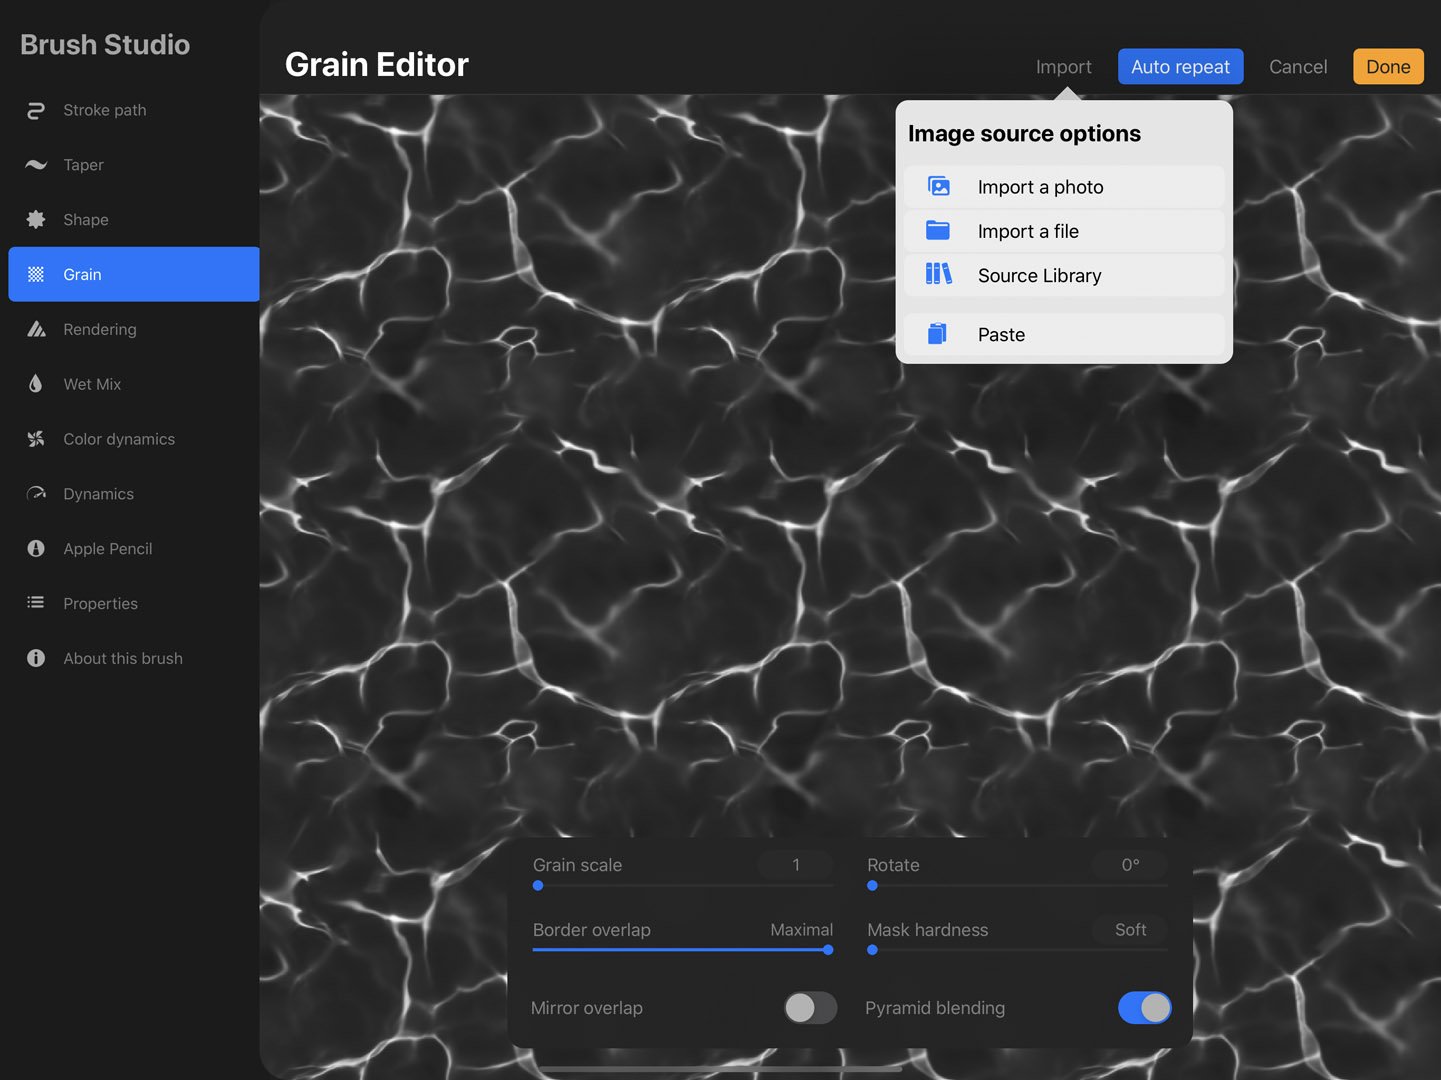 Brush Studio
Stroke path
Taper
Shape
Grain
Rendering
Wet Mix
Color dynamics
Dynamics
Apple Pencil
Properties
About this brush
Grain Editor
Import
Auto repeat
Cancel
Done
Image source options
Import a photo
Import a file
Source Library
Paste
Grain scale
1
Rotate
0°
Border overlap
Maximal
Mask hardness
Soft
Mirror overlap
Pyramid blending